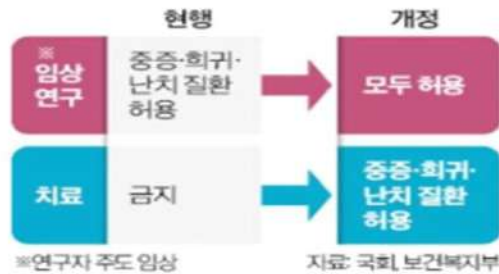 현행 개정
※
임상
연구
중증·희귀·
난치 질환
허용
모두 허용
치료
금지
중증·희귀·
난치 질환
허용
※연구자 주도 임상 자료: 국회, 보건복지부